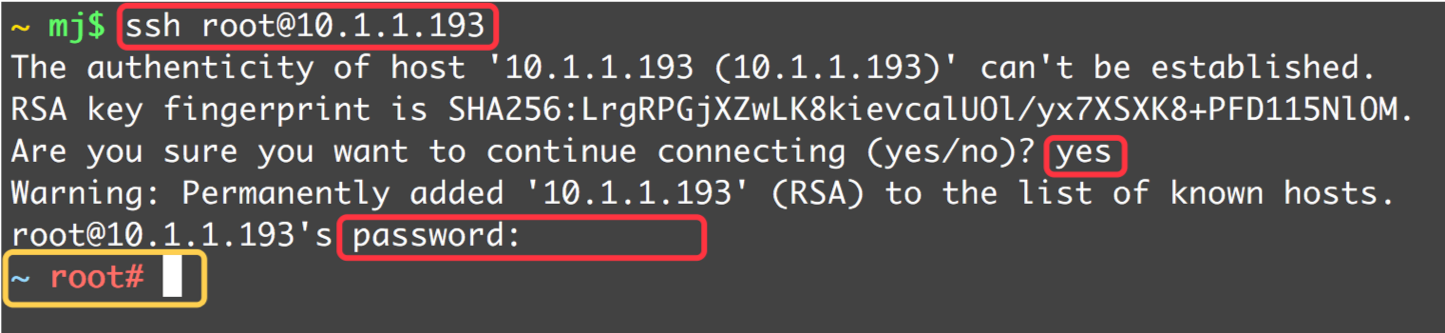 ~ mj$ ssh root@10.1.1.193
The authenticity of host '10.1.1.193 (10.1.1.193)' can't be established.
RSA key fingerprint is SHA256:LrgRPGjXZwLK8kievcalUOl/yx7XSXK8+PFD115NlOM.
Are you sure you want to continue connecting (yes/no)? yes
Warning: Permanently added '10.1.1.193' (RSA) to the list of known hosts.
root@10.1.1.193's password:
~ root#